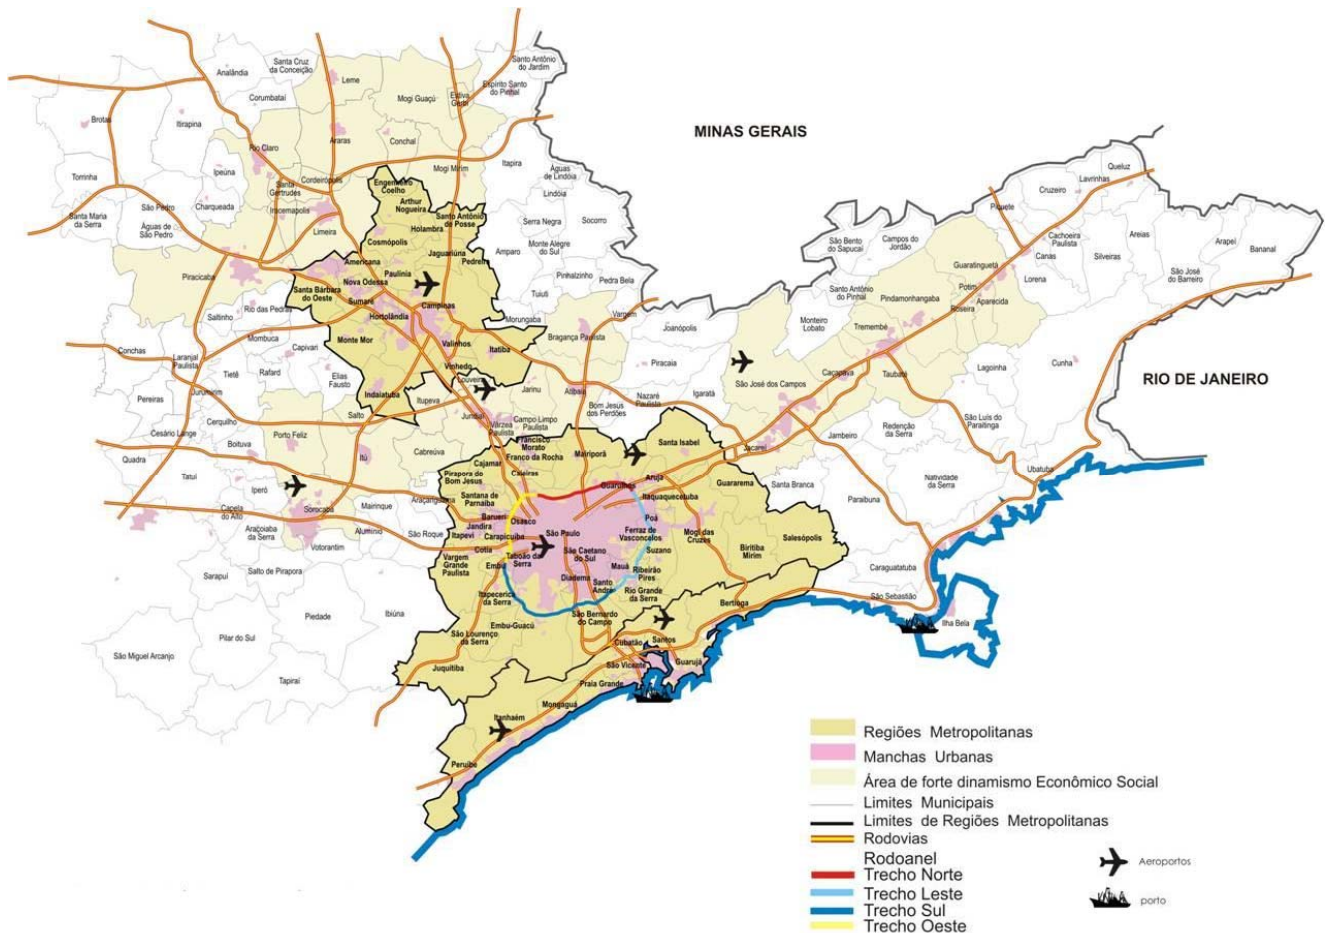 Santo Antônio
do Jardim
Santa Cruz
da Conceição
Analândia
Leme
Espírito Santo
do Pinhal
Corumbataí
Mogi Guaçú
Estiva
Gerbi
Brotas
Itirapina
MINAS GERAIS
Araras
Conchal
Rio Claro
Itapira
Mogi Mirim
Queluz
Torrinha
Ipeúna
Águas
de Lindóia
Lavrinhas
Cruzeiro
Cordeirópolis
Engenheiro
Coelho
Santa
Gertrudes
Lindóia
Arthur
Nogueira
Piquete
São Pedro
Charqueada
Iracemapolis
Santa Maria
da Serra
Santo Antônio
de Posse
Serra Negra
Socorro
Águas de
São Pedro
Limeira
Holambra
Areias
Cachoeira
Paulista
Cosmópolis
São Bento
do Sapucaí
Campos do
Jordão
Arapeí
Bananal
Monte Alegre
do Sul
Amparo
Jaguariúna
Canas
Silveiras
Americana
Pedreira
Guaratinguetá
Piracicaba
Paulínia
Pinhalzinho
Pedra Bela
Lorena
São José
do Barreiro
Nova Odessa
Santa Bárbara
do Oeste
Santo Antônio
do Pinhal
Potim
Tuiuti
Pindamonhangaba
Aparecida
Sumaré
Campinas
Roseira
Saltinho
Rio das Pedras
Hortolândia
Morungaba
Vargem
Monteiro
Lobato
Tremembé
Joanópolis
Mombuca
Monte Mor
Valinhos
Bragança Paulista
Conchas
Capivari
Itatiba
Laranjal
Paulista
Piracaia
Cunha
Vinhedo
Lagoinha
Tietê
Rafard
Elias
Fausto
Caçapava
Taubaté
RIO DE JANEIRO
Louveira
São José dos Campos
Jumirim
Jarinu
Atibaia
Indaiatuba
Igaratá
Pereiras
Itupeva
Nazaré
Paulista
Bom Jesus
dos Perdões
Salto
Jundiaí
Campo Limpo
Paulista
São Luís do
Paraitinga
Cerquilho
Várzea
Paulista
Redenção
da Serra
Cesário Lange
Porto Feliz
Jambeiro
Boituva
Francisco
Morato
Santa Isabel
Jacareí
Cabreúva
Mairiporã
Quadra
Itú
Franco da Rocha
Cajamar
Ubatuba
Tatuí
Caieiras
Arujá
Pirapora do
Bom Jesus
Natividade
da Serra
Guararema
Santa Branca
Guarulhos
Iperó
Santana de
Parnaíba
Itaquaquecetuba
Paraibuna
Araçariguama
Capela
do Alto
Mairinque
Sorocaba
Barueri
Poá
Osasco
Jandira
Araçoiaba
da Serra
Alumínio
São Roque
Itapevi
Carapicuiba
São Paulo
Ferraz de
Vasconcelos
Mogi das
Cruzes
Salesópolis
Votorantim
Cotia
Suzano
Biritiba
Mirim
São Caetano
do Sul
Taboão da
Serra
Vargem
Grande
Paulista
Embu
Mauá
Caraguatatuba
Sarapuí
Salto de Pirapora
Ribeirão
Pires
Diadema
Santo
André
Rio Grande
da Serra
Itapecerica
da Serra
São Sebastião
Bertioga
Piedade
Ibiúna
São Bernardo
do Campo
Embu-Guaçú
Ilha Bela
Pilar do Sul
São Lourenço
da Serra
Cubatão
Santos
São Miguel Arcanjo
Juquitiba
São Vicente
Guarujá
Tapiraí
Praia Grande
Mongaguá
Itanhaém
Peruíbe
Regiões Metropolitanas
Manchas Urbanas
Área de forte dinamismo Econômico Social
Limites Municipais
Limites de Regiões Metropolitanas
Rodovias
Rodoanel
Trecho Norte
Trecho Leste
Trecho Sul
Trecho Oeste
Aeroportos
porto